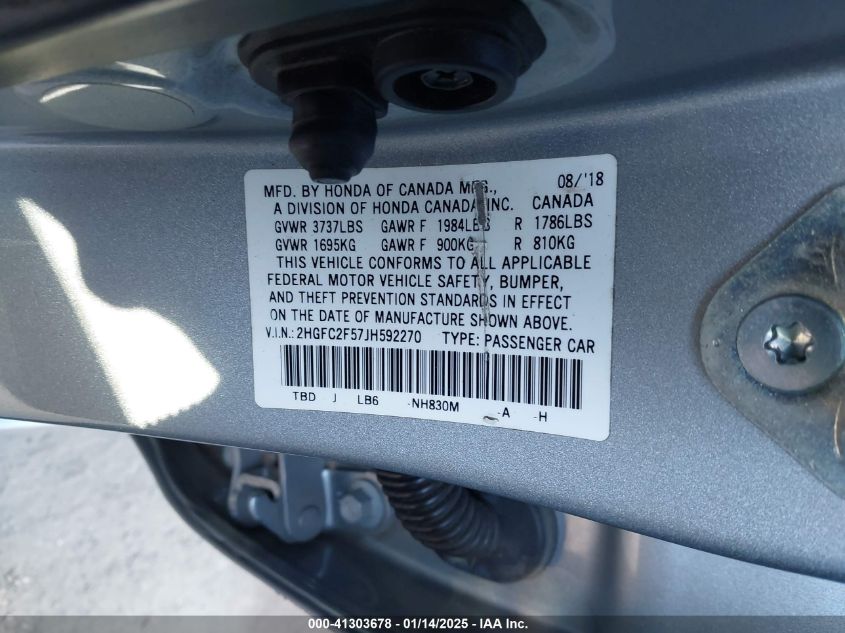 MFD. BY HONDA OF CANADA MFG., 08/'18
A DIVISION OF HONDA CANADA INC. CANADA
GVWR 3737LBS GAWR F 1984LBS R 1786LBS
GVWR 1695KG GAWR F 900KG R 810KG
THIS VEHICLE CONFORMS TO ALL APPLICABLE
FEDERAL MOTOR VEHICLE SAFETY, BUMPER,
AND THEFT PREVENTION STANDARDS IN EFFECT
ON THE DATE OF MANUFACTURE SHOWN ABOVE.
V.I.N.: 2HGFC2F57JH592270 TYPE: PASSENGER CAR
TBD J LB6 -NH830M -A -H
000-41303678 - 01/14/2025 - IAA Inc.